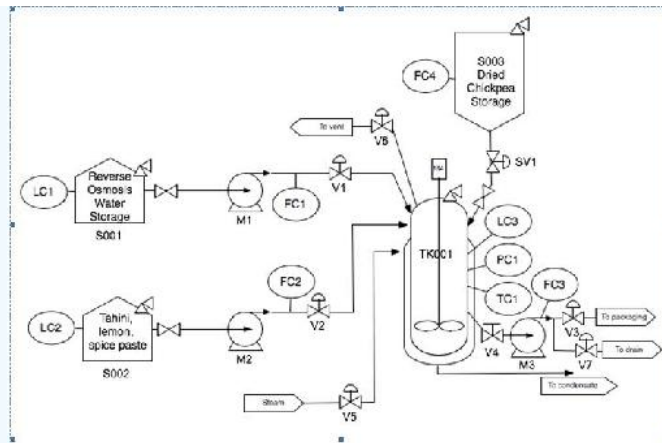 S003
Dried
Chickpea
Storage
FC4
To vent
V6
SV1
LC1
Reverse
Osmosis
Water
Storage
S001
M1
FC1
V1
TK001
LC3
PC1
TC1
FC3
LC2
Tahini,
lemon,
spice paste
S002
M2
FC2
V2
V4
M3
V3
To packaging
V7
To drain
To condensate
Steam
V5